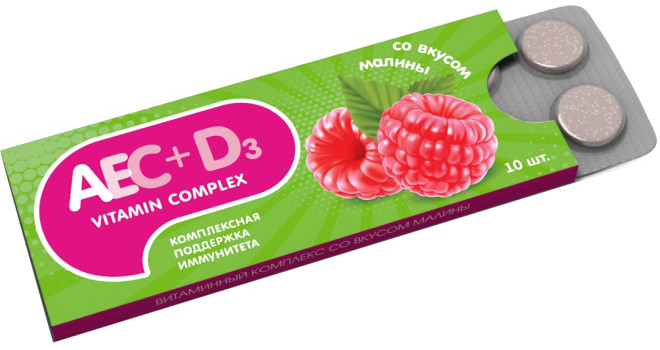 со вкусом
малины
AEC+D3
VITAMIN COMPLEX
КОМПЛЕКСНАЯ
ПОДДЕРЖКА
ИММУНИТЕТА
10 шт.
ВИТАМИННЫЙ КОМПЛЕКС СО ВКУСОМ МАЛИНЫ